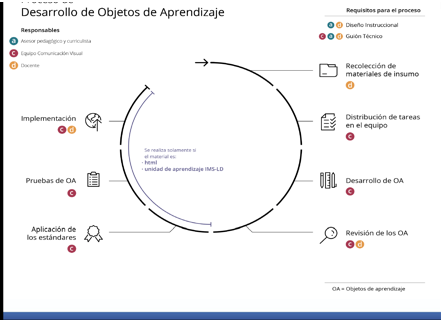 Desarrollo de Objetos de Aprendizaje
Responsables
a Asesor pedagógico y curriculista
c Equipo Comunicación Visual
d Docente
Requisitos para el proceso
a d Diseño Instruccional
c a d Guión Técnico
Recolección de
materiales de insumo
d
Distribución de tareas
en el equipo
c
Desarrollo de OA
c
Revisión de los OA
c d
Aplicación de
los estándares
c
Pruebas de OA
c
Implementación
c d
Se realiza solamente si
el material es:
- html
- unidad de aprendizaje IMS-LD
OA = Objetos de aprendizaje